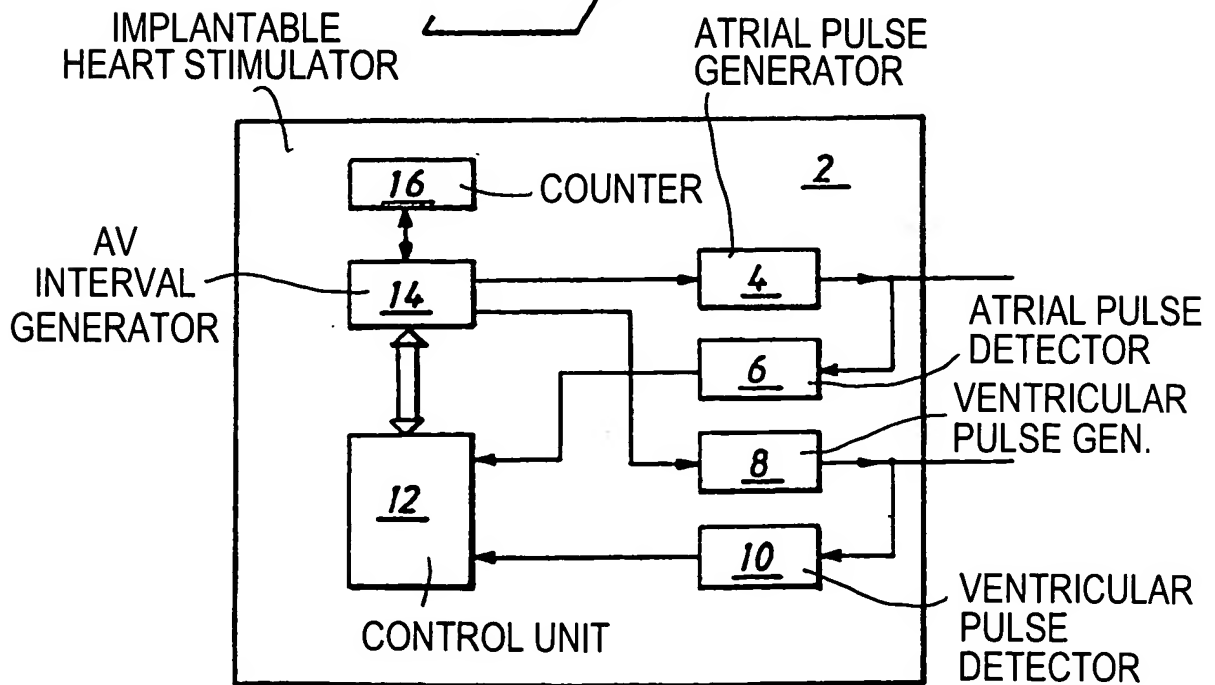 IMPLANTABLE
HEART STIMULATOR
ATRIAL PULSE
GENERATOR
2
16
COUNTER
AV
INTERVAL
GENERATOR
14
4
ATRIAL PULSE
DETECTOR
6
VENTRICULAR
PULSE GEN.
8
12
10
VENTRICULAR
PULSE
DETECTOR
CONTROL UNIT